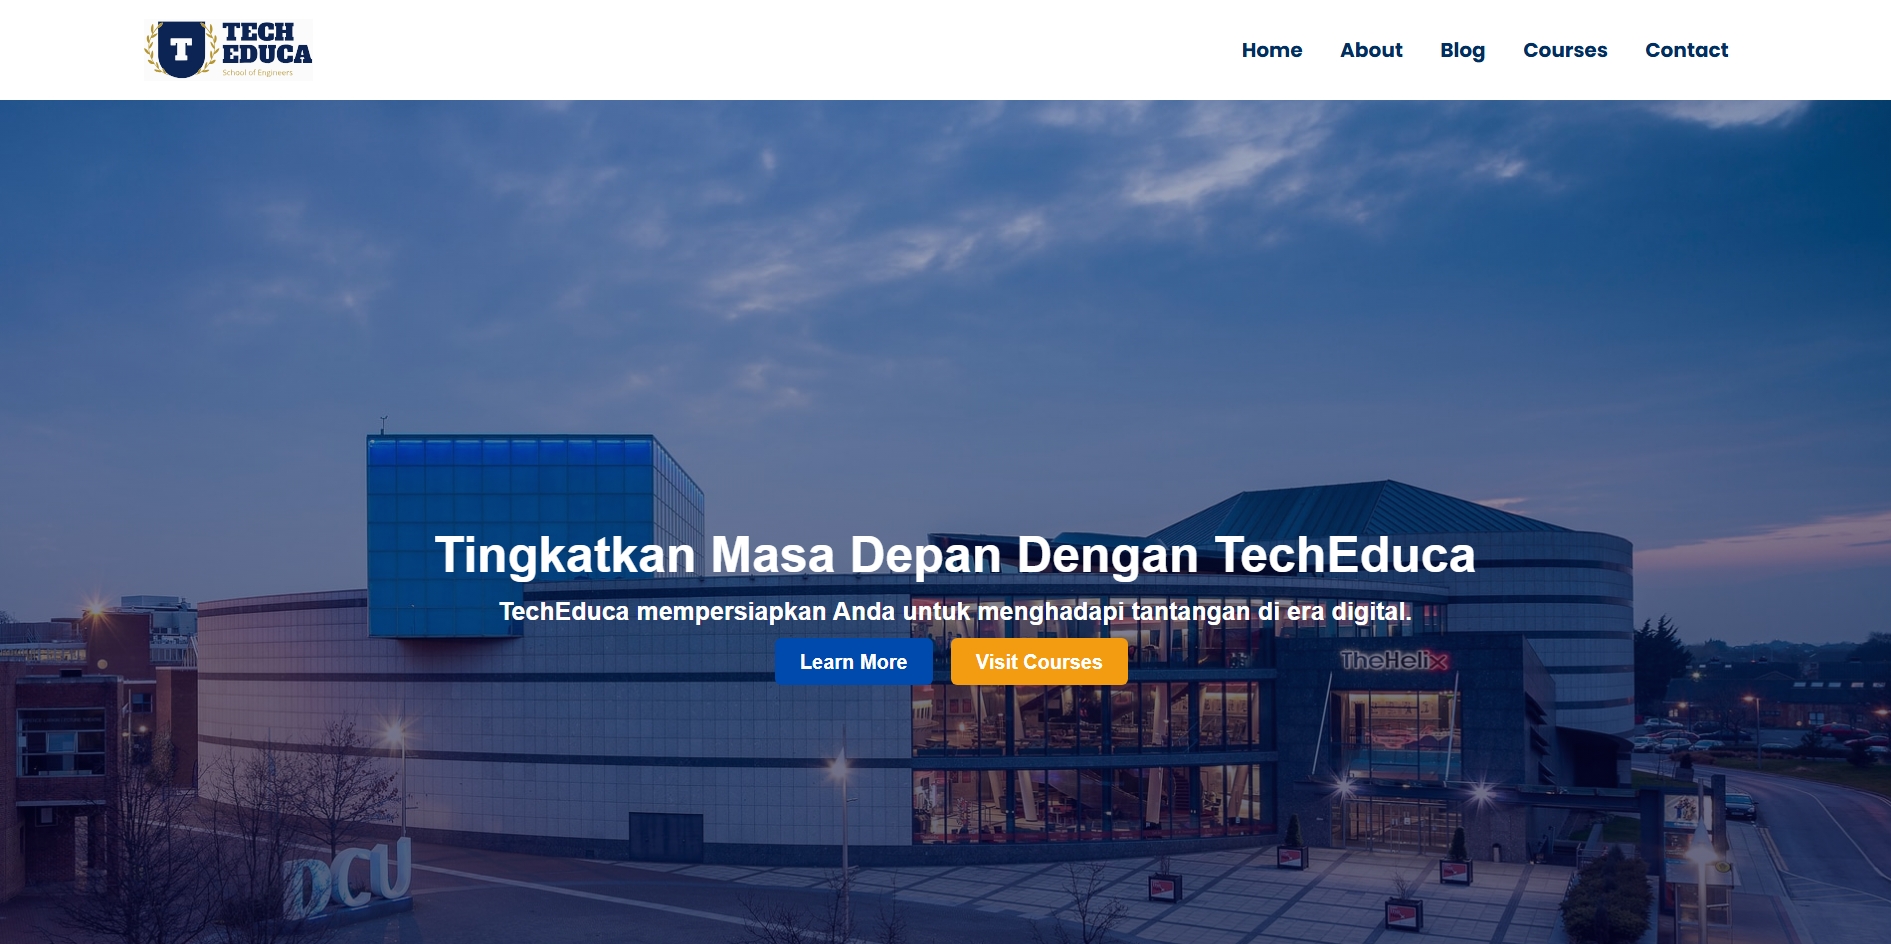 T
TECH
EDUCA
School of Engineers
Home About Blog Courses Contact
Tingkatkan Masa Depan Dengan TechEduca
TechEduca mempersiapkan Anda untuk menghadapi tantangan di era digital.
Learn More Visit Courses
TheHelix
DCU